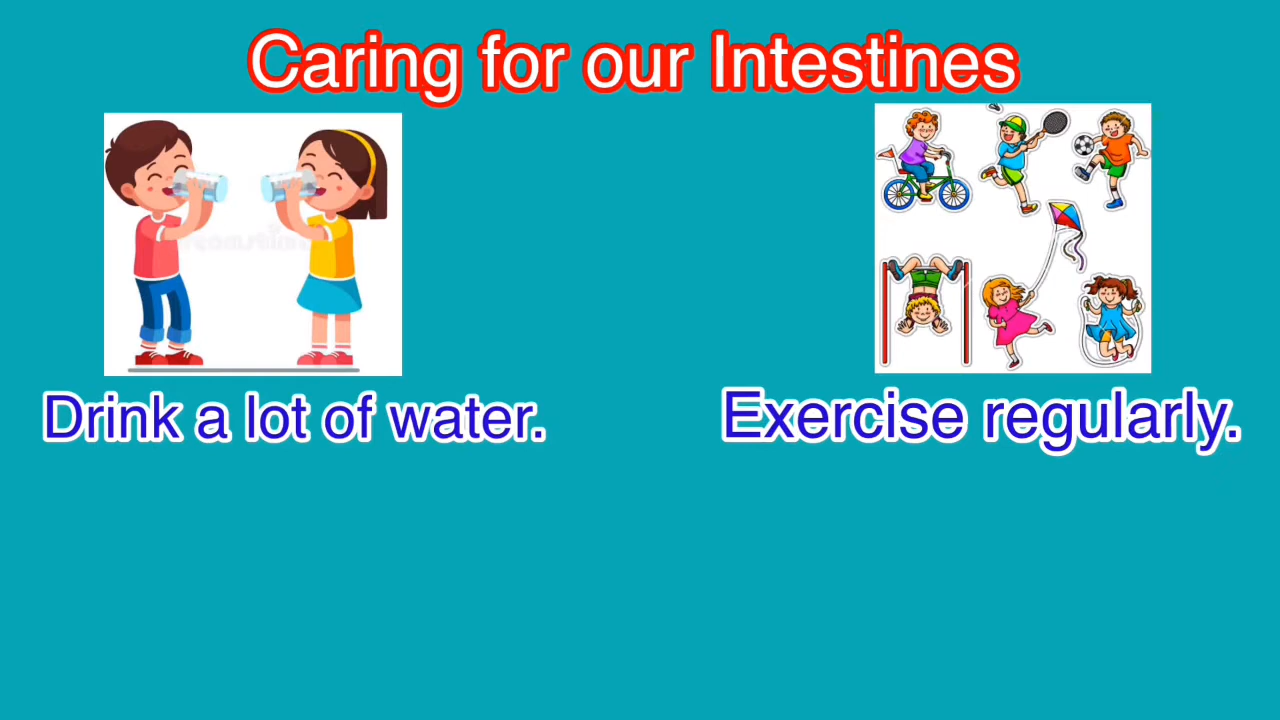 Caring for our Intestines
Drink a lot of water.
Exercise regularly.